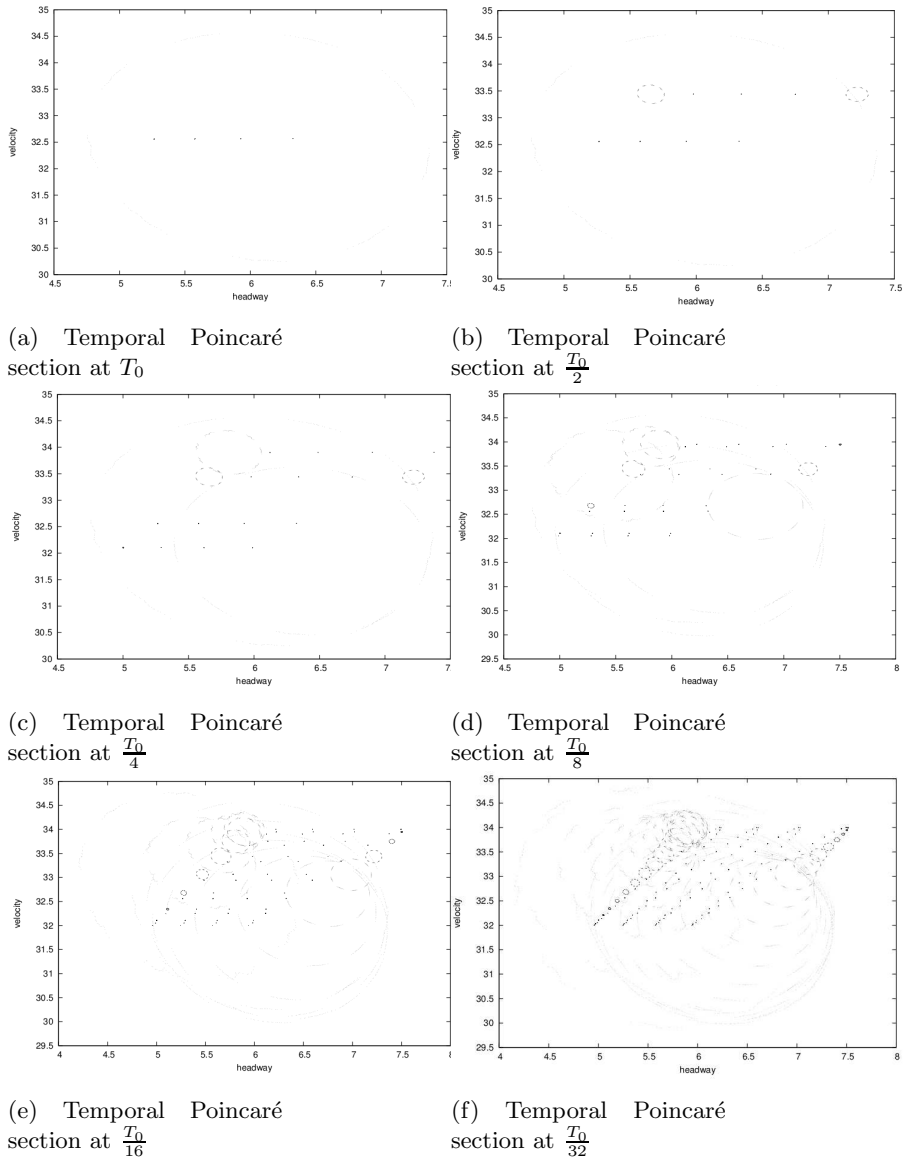 35
34.5
34
33.5
33
32.5
32
31.5
31
30.5
30
velocity
4.5 5 5.5 6 6.5 7 7.5
headway
(a) Temporal Poincaré
section at T₀
35
34.5
34
33.5
33
32.5
32
31.5
31
30.5
30
velocity
4.5 5 5.5 6 6.5 7 7.5
headway
(b) Temporal Poincaré
section at T₀/2
35
34.5
34
33.5
33
32.5
32
31.5
31
30.5
30
velocity
4.5 5 5.5 6 6.5 7 7.
headway
(c) Temporal Poincaré
section at T₀/4
35
34.5
34
33.5
33
32.5
32
31.5
31
30.5
30
29.5
velocity
4.5 5 5.5 6 6.5 7 7.5 8
headway
(d) Temporal Poincaré
section at T₀/8
35
34.5
34
33.5
33
32.5
32
31.5
31
30.5
30
29.5
velocity
4 4.5 5 5.5 6 6.5 7 7.5 8
headway
(e) Temporal Poincaré
section at T₀/16
35
34.5
34
33.5
33
32.5
32
31.5
31
30.5
30
29.5
velocity
4 4.5 5 5.5 6 6.5 7 7.5 8
headway
(f) Temporal Poincaré
section at T₀/32